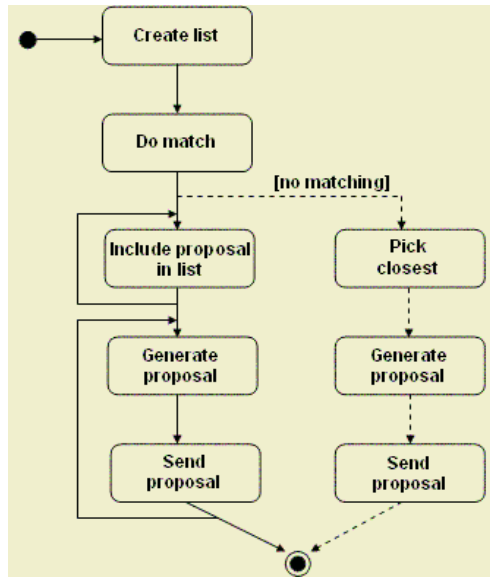 Create list
Do match
[no matching]
Include proposal
in list
Pick
closest
Generate
proposal
Generate
proposal
Send
proposal
Send
proposal